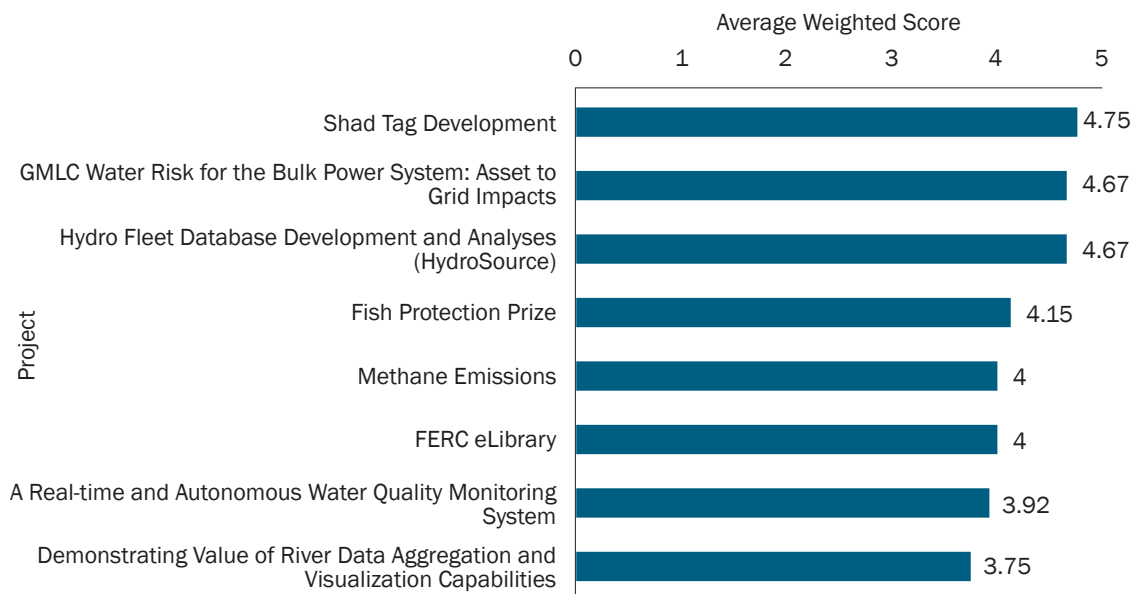 Average Weighted Score
0 1 2 3 4 5
Shad Tag Development 4.75
GMLC Water Risk for the Bulk Power System: Asset to
Grid Impacts 4.67
Hydro Fleet Database Development and Analyses
(HydroSource) 4.67
Project
Fish Protection Prize 4.15
Methane Emissions 4
FERC eLibrary 4
A Real-time and Autonomous Water Quality Monitoring
System 3.92
Demonstrating Value of River Data Aggregation and
Visualization Capabilities 3.75